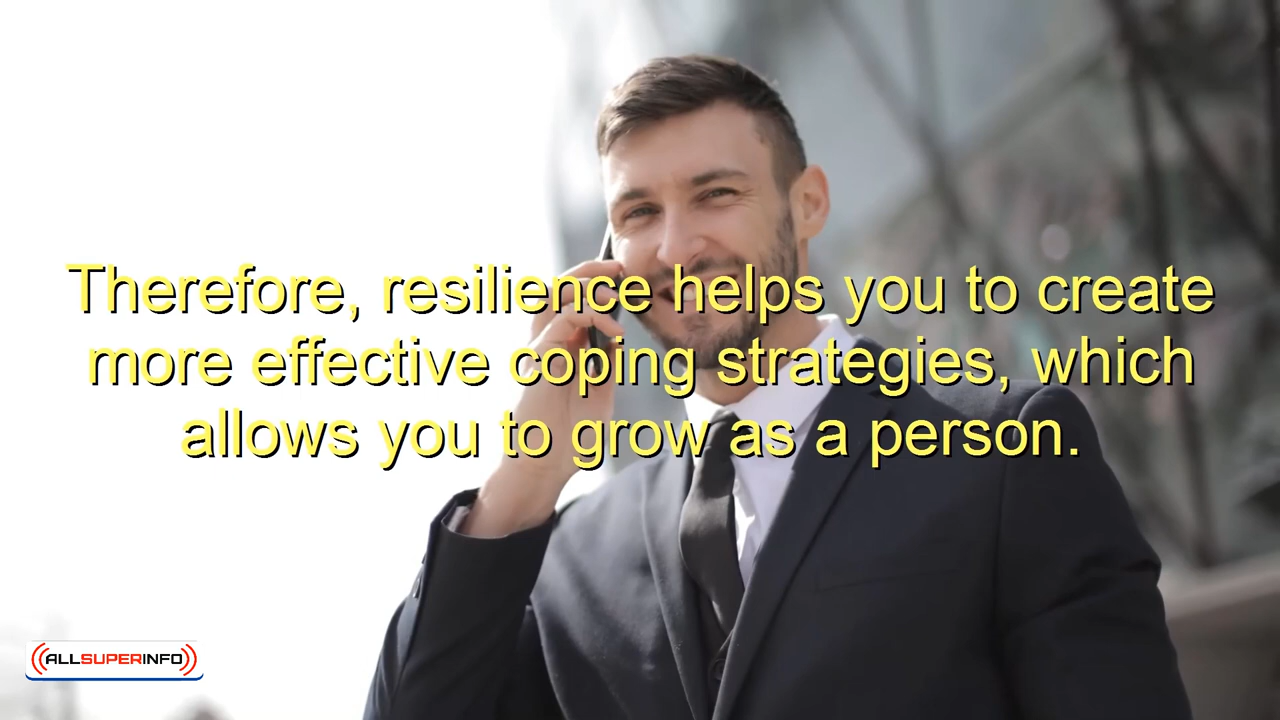 Therefore, resilience helps you to create
more effective coping strategies, which
allows you to grow as a person.
ALLSUPERINFO